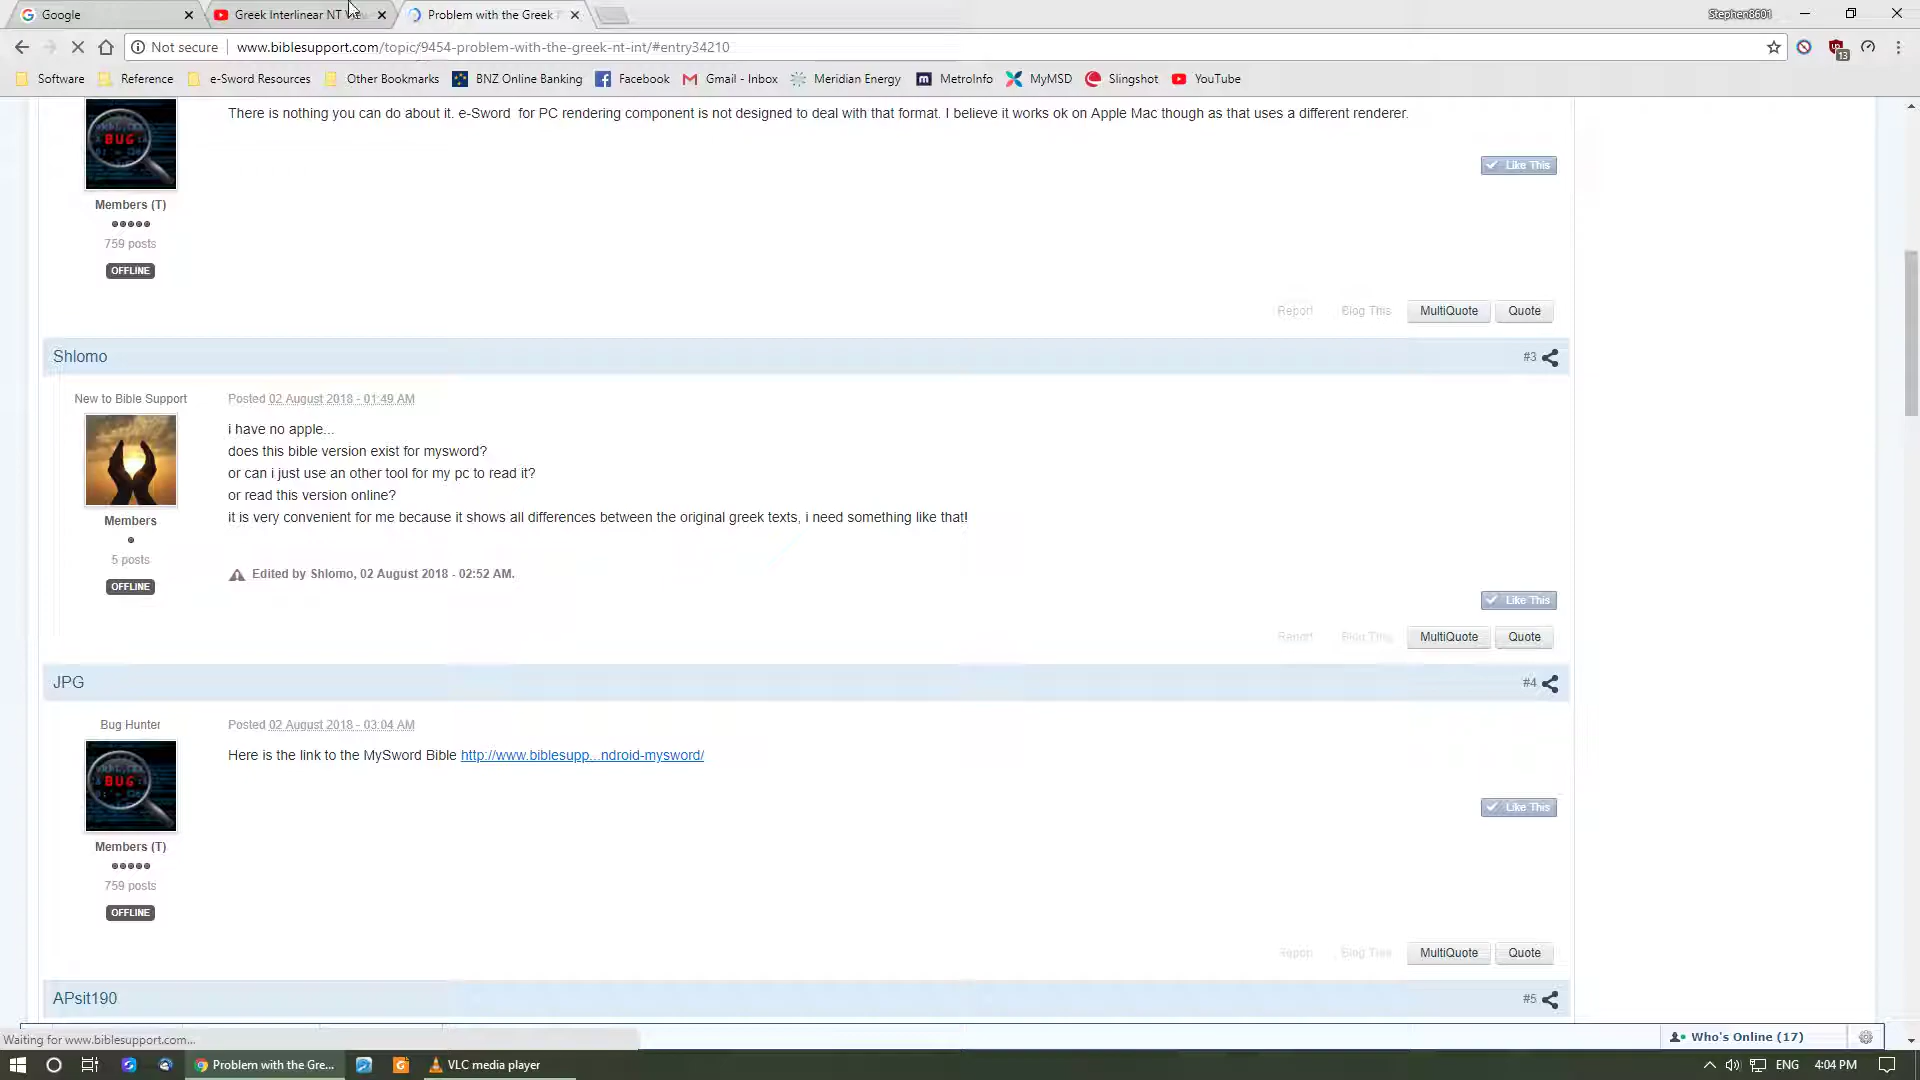 Google
Greek Interlinear NT V
Problem with the Greek
Stephen8601
Not secure
www.biblesupport.com/topic/9454-problem-with-the-greek-nt-int/#entry34210
13
Software
Reference
e-Sword Resources
Other Bookmarks
BNZ Online Banking
Facebook
Gmail - Inbox
Meridian Energy
MetroInfo
MyMSD
Slingshot
YouTube
There is nothing you can do about it. e-Sword for PC rendering component is not designed to deal with that format. I believe it works ok on Apple Mac though as that uses a different renderer.
BUG
Like This
Members (T)
759 posts
OFFLINE
Report
Blog This
MultiQuote
Quote
Shlomo
#3
New to Bible Support
Posted 02 August 2018 - 01:49 AM
i have no apple...
does this bible version exist for mysword?
or can i just use an other tool for my pc to read it?
or read this version online?
it is very convenient for me because it shows all differences between the original greek texts, i need something like that!
Members
5 posts
OFFLINE
Edited by Shlomo, 02 August 2018 - 02:52 AM.
Like This
Report
Blog This
MultiQuote
Quote
JPG
#4
Bug Hunter
Posted 02 August 2018 - 03:04 AM
Here is the link to the MySword Bible http://www.biblesupp...ndroid-mysword/
BUG
Like This
Members (T)
759 posts
OFFLINE
Report
Blog This
MultiQuote
Quote
APsit190
#5
Waiting for www.biblesupport.com...
Who's Online (17)
Problem with the Gre...
VLC media player
ENG
4:04 PM